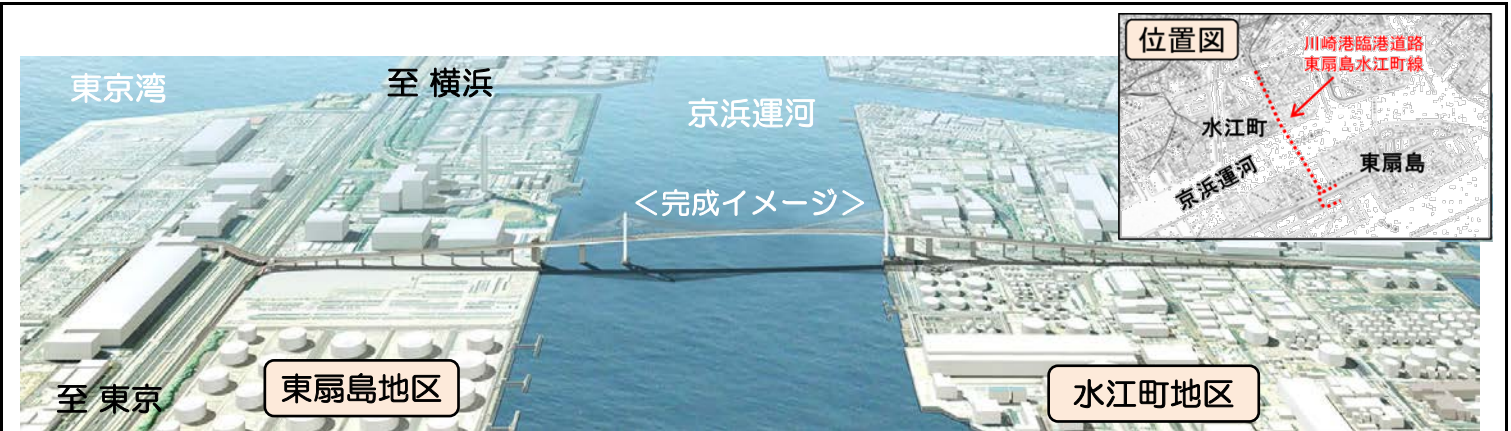 東京湾
至 横浜
京浜運河
＜完成イメージ＞
至 東京
東扇島地区
水江町地区
位置図
川崎港臨港道路
東扇島水江町線
水江町
東扇島
京浜運河